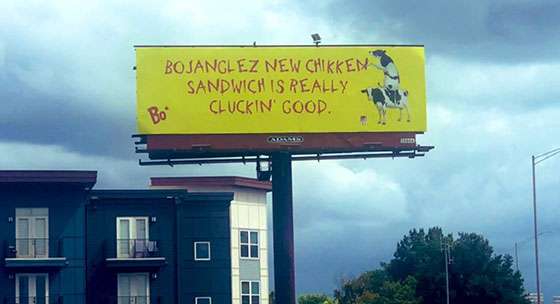 BOJANGLEZ NEW CHIKKEN
SANDWICH IS REALLY
CLUCKIN' GOOD.
Bo'
ADAMS